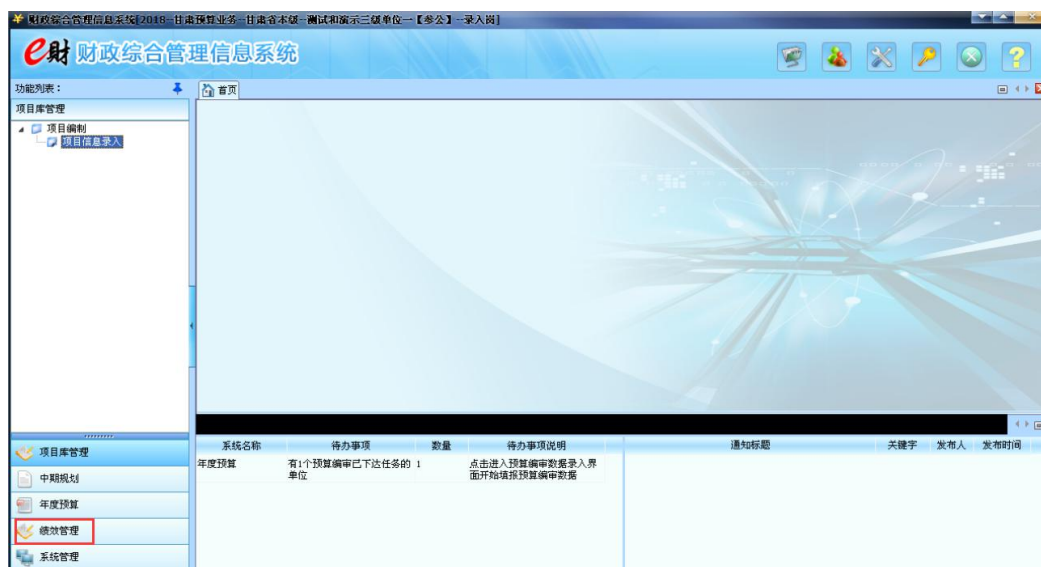 财政综合管理信息系统[2018--甘肃预算业务--甘肃省本级--测试和演示三级单位一【参公】--录入岗]
e财 财政综合管理信息系统
功能列表：
首页
项目库管理
项目编制
项目信息录入
项目库管理
中期规划
年度预算
绩效管理
系统管理
系统名称 待办事项 数量 待办事项说明
年度预算 有1个预算编审已下达任务的 1 点击进入预算编审数据录入界
单位 面开始填报预算编审数据
通知标题 关键字 发布人 发布时间